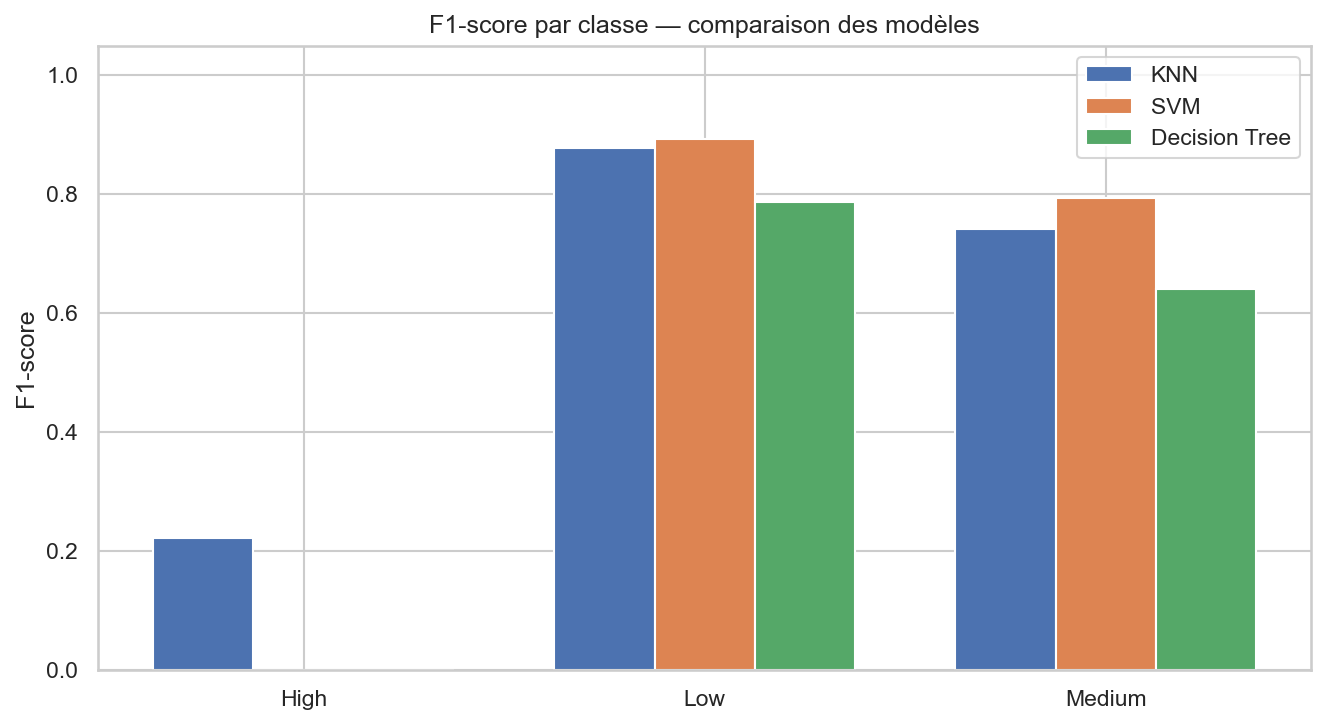 F1-score par classe — comparaison des modèles
KNN
SVM
Decision Tree
F1-score
1.0
0.8
0.6
0.4
0.2
0.0
High
Low
Medium